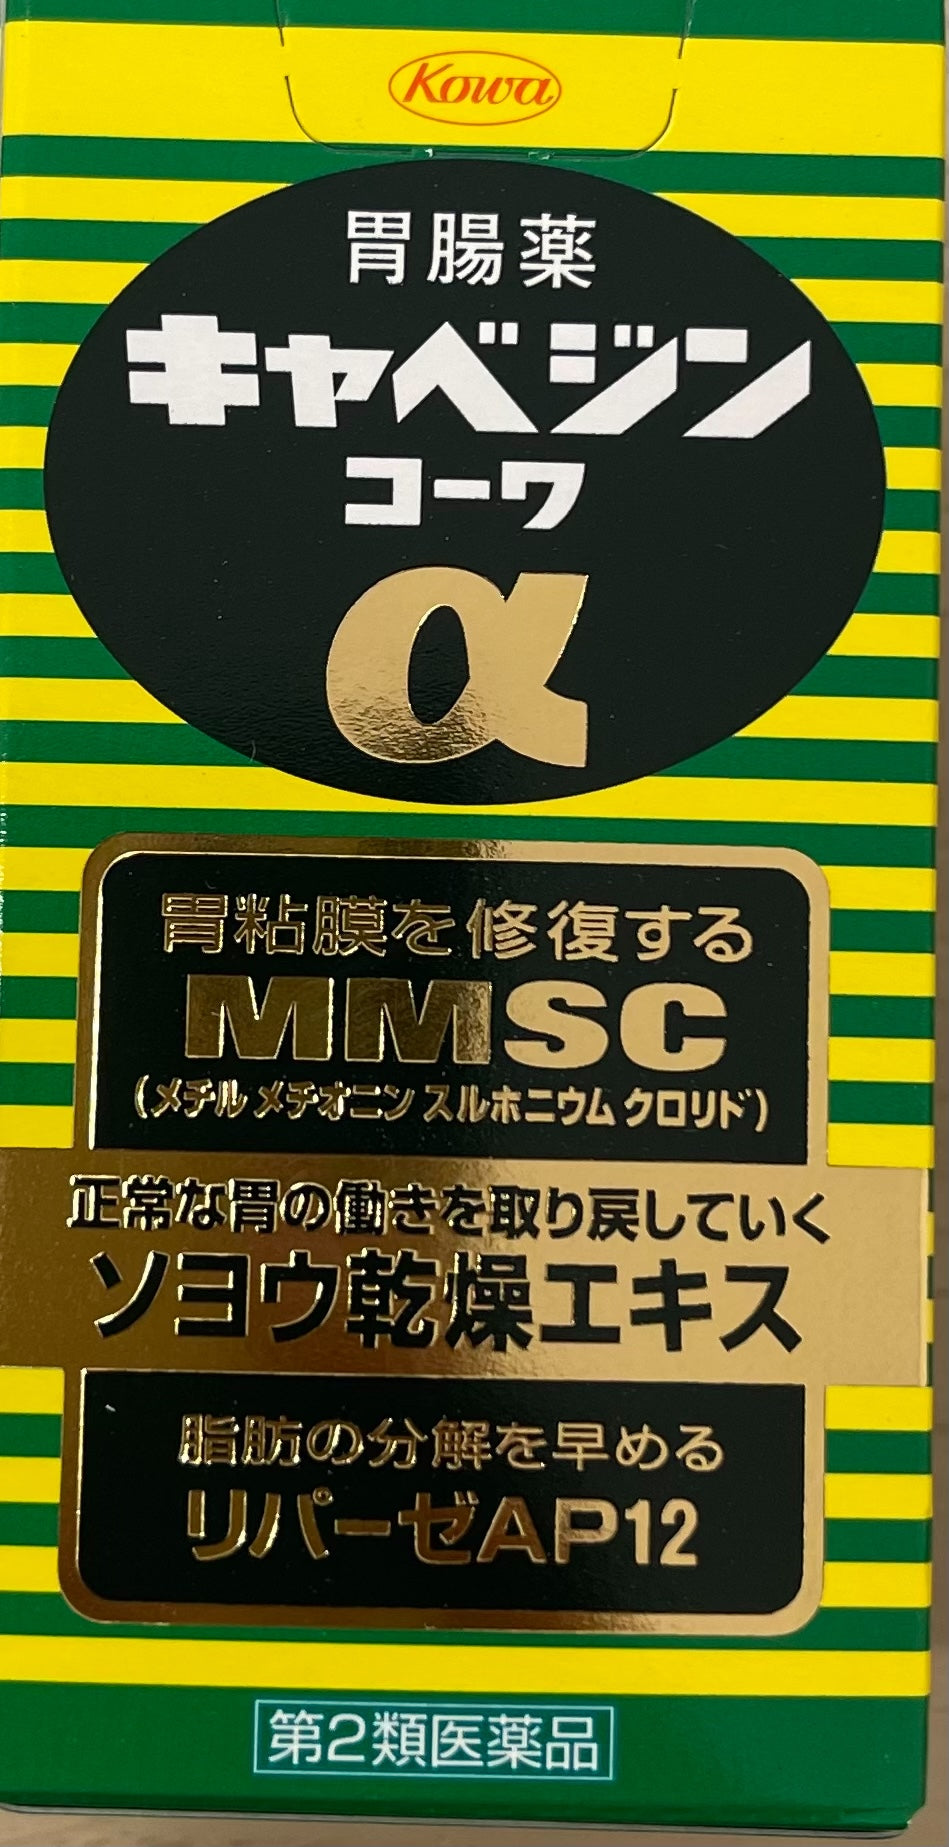 Kowa
胃腸薬
キャベジン
コーワ
α
胃粘膜を修復する
MMSC
(メチルメチオニンスルホニウムクロリド)
正常な胃の働きを取り戻していく
ソヨウ乾燥エキス
脂肪の分解を早める
リパーゼAP12
第2類医薬品